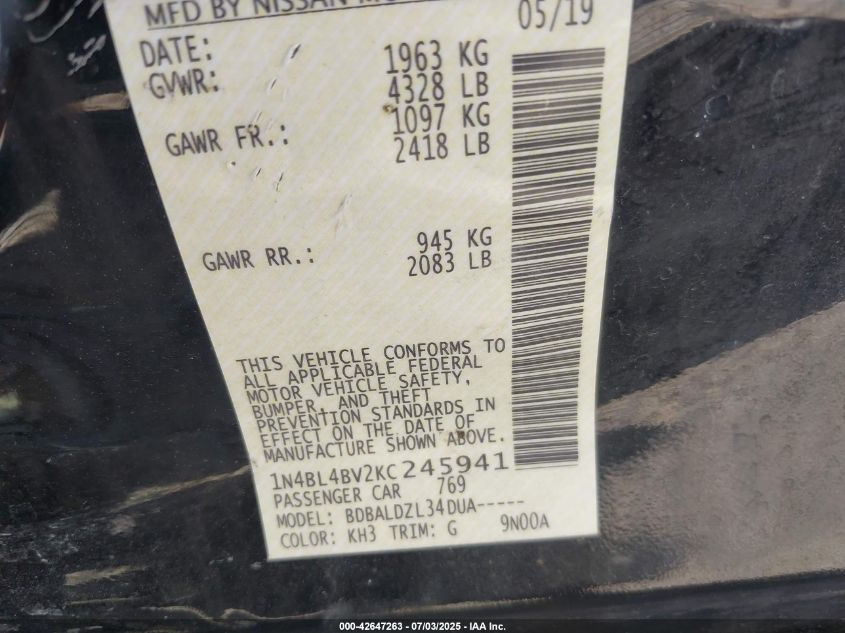 MFD BY NISSAN
DATE: 05/19
GVWR: 1963 KG
4328 LB
GAWR FR.: 1097 KG
2418 LB
GAWR RR.: 945 KG
2083 LB
THIS VEHICLE CONFORMS TO
ALL APPLICABLE FEDERAL
MOTOR VEHICLE SAFETY,
BUMPER, AND THEFT
PREVENTION STANDARDS IN
EFFECT ON THE DATE OF
MANUFACTURE SHOWN ABOVE.
1N4BL4BV2KC245941
PASSENGER CAR 769
MODEL: BDBALDZL34DUA-----
COLOR: KH3 TRIM: G 9N00A
000-42647263 - 07/03/2025 - IAA Inc.